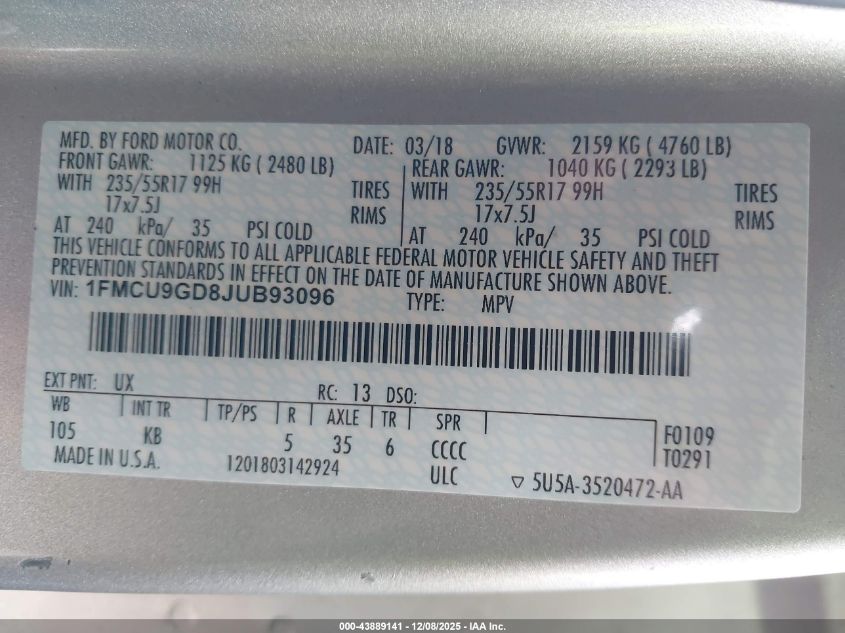 MFD. BY FORD MOTOR CO. DATE: 03/18 GVWR: 2159 KG ( 4760 LB)
FRONT GAWR: 1125 KG ( 2480 LB) REAR GAWR: 1040 KG ( 2293 LB)
WITH 235/55R17 99H TIRES WITH 235/55R17 99H TIRES
17x7.5J RIMS 17x7.5J RIMS
AT 240 kPa/ 35 PSI COLD AT 240 kPa/ 35 PSI COLD
THIS VEHICLE CONFORMS TO ALL APPLICABLE FEDERAL MOTOR VEHICLE SAFETY AND THEFT
PREVENTION STANDARDS IN EFFECT ON THE DATE OF MANUFACTURE SHOWN ABOVE.
VIN: 1FMCU9GD8JUB93096 TYPE: MPV
EXT PNT: UX RC: 13 DSO:
WB INT TR TP/PS R AXLE TR SPR
105 KB 5 35 6 CCCC F0109
MADE IN U.S.A. 1201803142924 ULC T0291
▽ 5U5A-3520472-AA
000-43889141 - 12/08/2025 - IAA Inc.